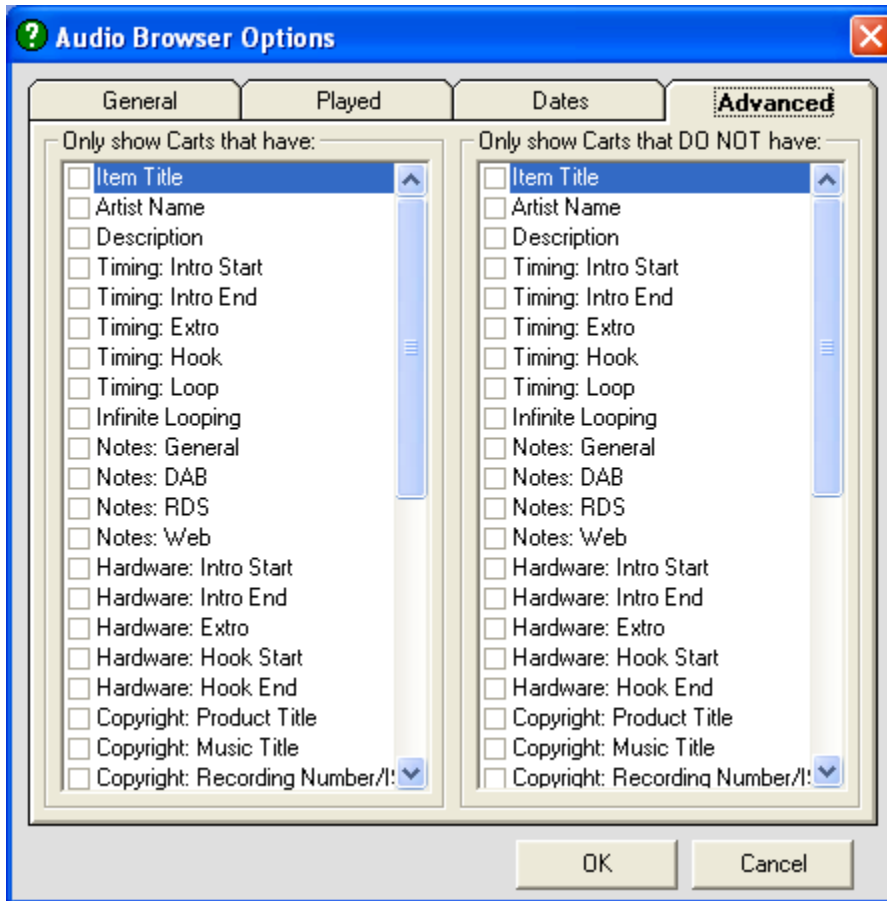 Audio Browser Options
General
Played
Dates
Advanced
Only show Carts that have:
Item Title
Artist Name
Description
Timing: Intro Start
Timing: Intro End
Timing: Extro
Timing: Hook
Timing: Loop
Infinite Looping
Notes: General
Notes: DAB
Notes: RDS
Notes: Web
Hardware: Intro Start
Hardware: Intro End
Hardware: Extro
Hardware: Hook Start
Hardware: Hook End
Copyright: Product Title
Copyright: Music Title
Copyright: Recording Number/I
Only show Carts that DO NOT have:
Item Title
Artist Name
Description
Timing: Intro Start
Timing: Intro End
Timing: Extro
Timing: Hook
Timing: Loop
Infinite Looping
Notes: General
Notes: DAB
Notes: RDS
Notes: Web
Hardware: Intro Start
Hardware: Intro End
Hardware: Extro
Hardware: Hook Start
Hardware: Hook End
Copyright: Product Title
Copyright: Music Title
Copyright: Recording Number/I
OK
Cancel